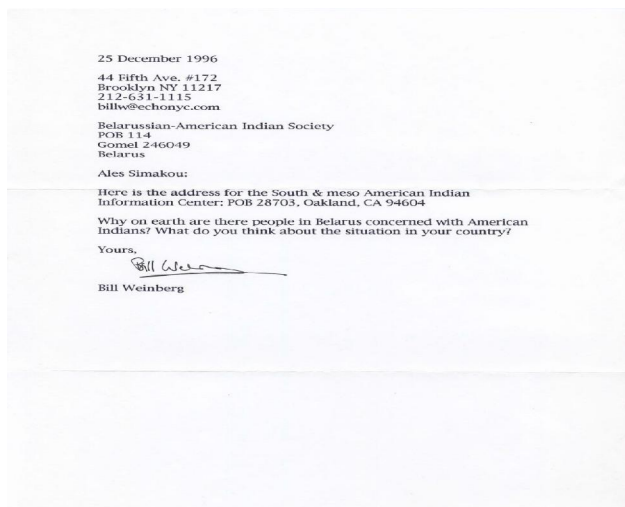 25 December 1996
44 Fifth Ave. #172
Brooklyn NY 11217
212-631-1115
billw@echonyc.com
Belarussian-American Indian Society
POB 114
Gomel 246049
Belarus
Ales Simakou:
Here is the address for the South & meso American Indian
Information Center: POB 28703, Oakland, CA 94604
Why on earth are there people in Belarus concerned with American
Indians? What do you think about the situation in your country?
Yours,
Bill Weinberg
Bill Weinberg